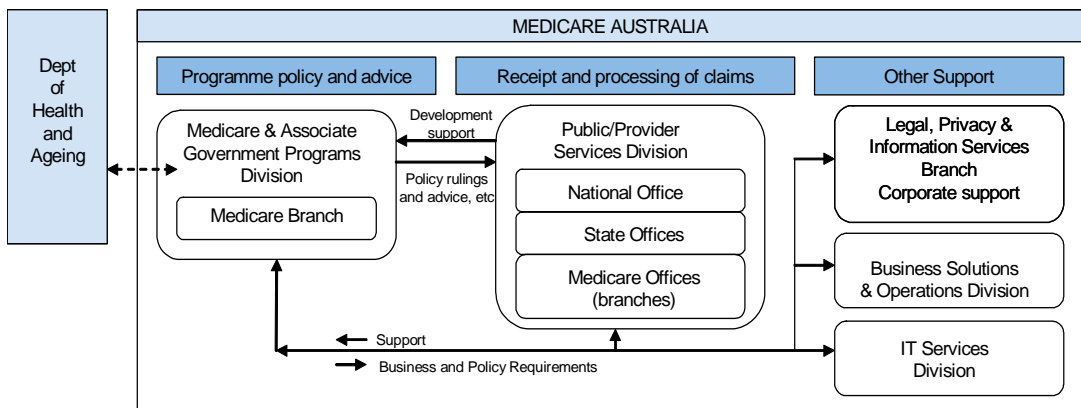 MEDICARE AUSTRALIA
Dept
of
Health
and
Ageing
Programme policy and advice
Receipt and processing of claims
Other Support
Medicare & Associate
Government Programs
Division
Medicare Branch
Development
support
Policy rulings
and advice, etc
Public/Provider
Services Division
National Office
State Offices
Medicare Offices
(branches)
Legal, Privacy &
Information Services
Branch
Corporate support
Business Solutions
& Operations Division
IT Services
Division
Support
Business and Policy Requirements